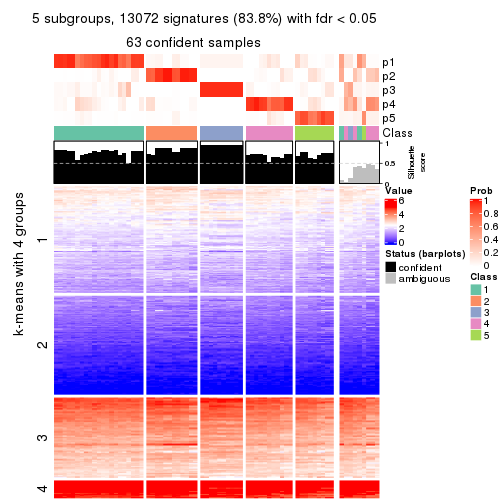 5 subgroups, 13072 signatures (83.8%) with fdr < 0.05
63 confident samples
p1
p2
p3
p4
p5
Class
1
0.5
0
Silhouette
score
k-means with 4 groups
1
2
3
4
Value
6
4
2
0
Status (barplots)
confident
ambiguous
Prob
1
0.8
0.6
0.4
0.2
0
Class
1
2
3
4
5